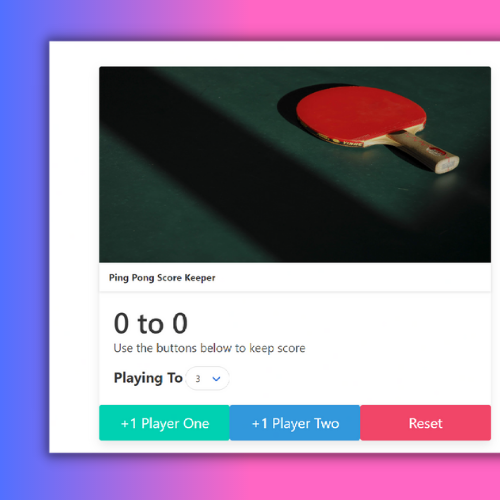 Ping Pong Score Keeper
0 to 0
Use the buttons below to keep score
Playing To 3
+1 Player One +1 Player Two Reset